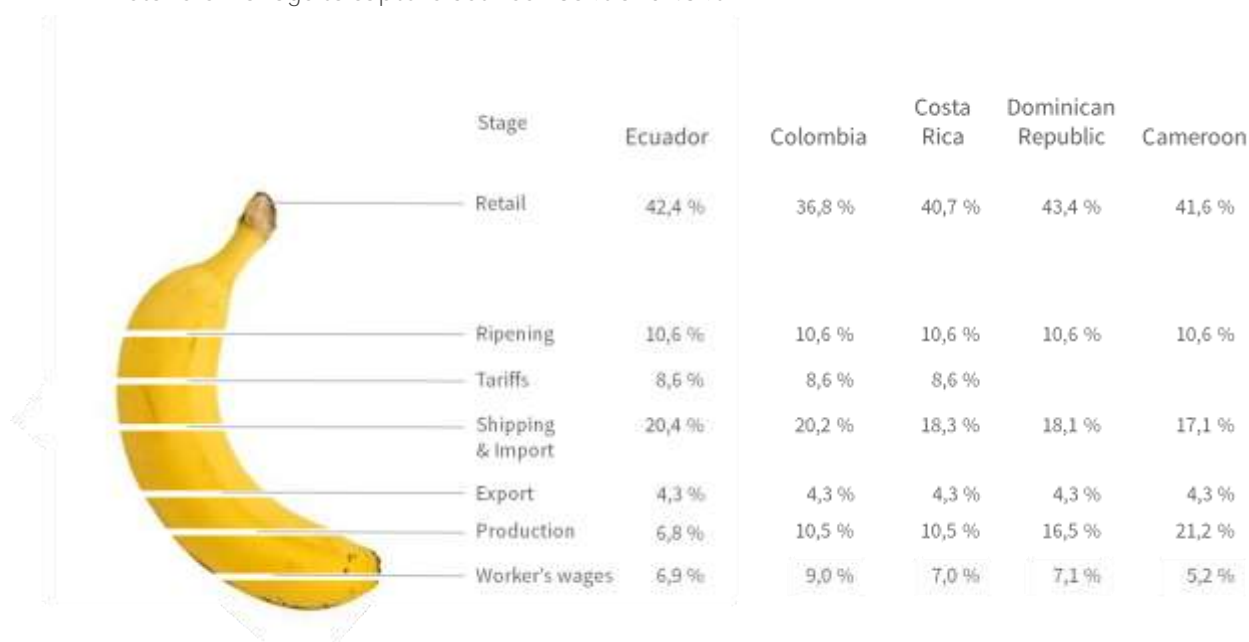 Stage Ecuador Colombia Costa Rica Dominican Republic Cameroon
Retail 42,4 % 36,8 % 40,7 % 43,4 % 41,6 %
Ripening 10,6 % 10,6 % 10,6 % 10,6 % 10,6 %
Tariffs 8,6 % 8,6 % 8,6 %
Shipping & Import 20,4 % 20,2 % 18,3 % 18,1 % 17,1 %
Export 4,3 % 4,3 % 4,3 % 4,3 % 4,3 %
Production 6,8 % 10,5 % 10,5 % 16,5 % 21,2 %
Worker's wages 6,9 % 9,0 % 7,0 % 7,1 % 5,2 %